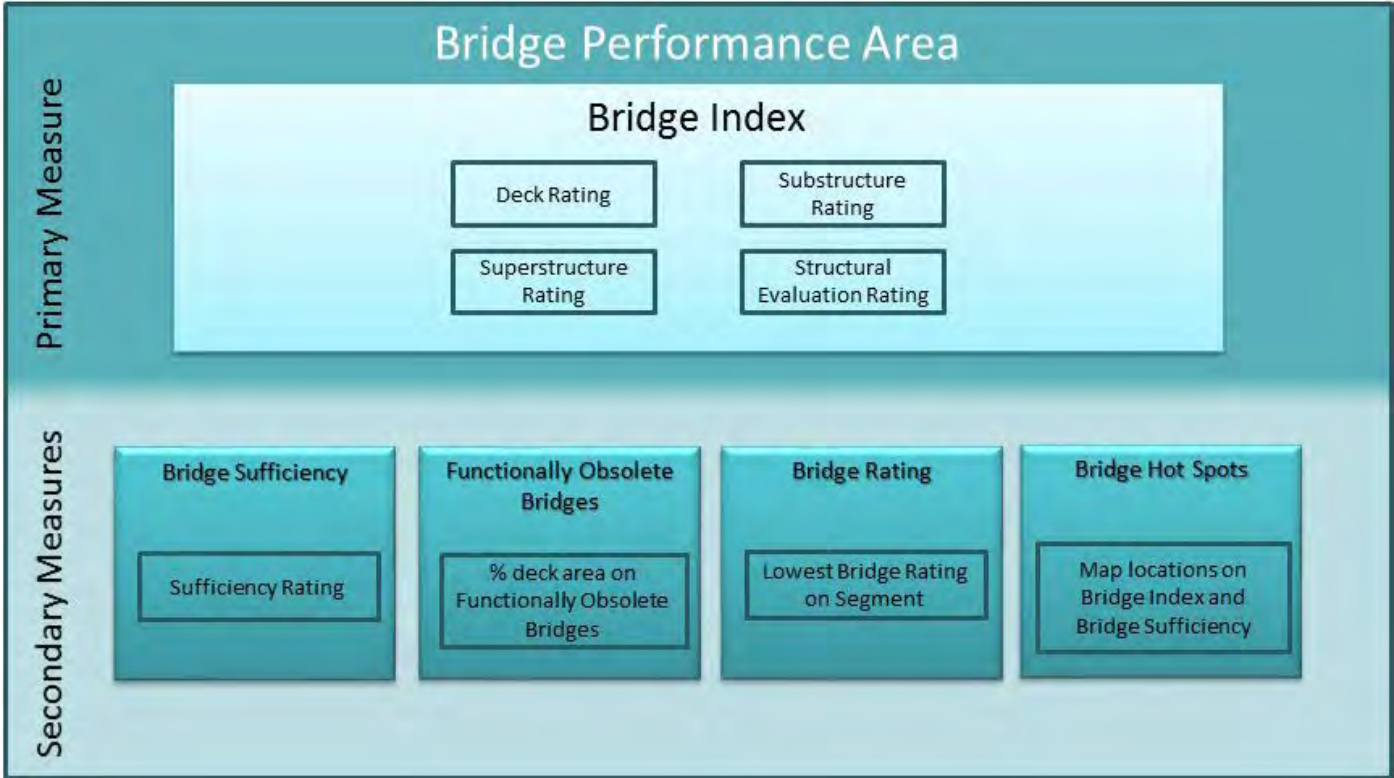 Bridge Performance Area
Primary Measure
Bridge Index
Deck Rating
Substructure
Rating
Superstructure
Rating
Structural
Evaluation Rating
Secondary Measures
Bridge Sufficiency
Sufficiency Rating
Functionally Obsolete
Bridges
% deck area on
Functionally Obsolete
Bridges
Bridge Rating
Lowest Bridge Rating
on Segment
Bridge Hot Spots
Map locations on
Bridge Index and
Bridge Sufficiency